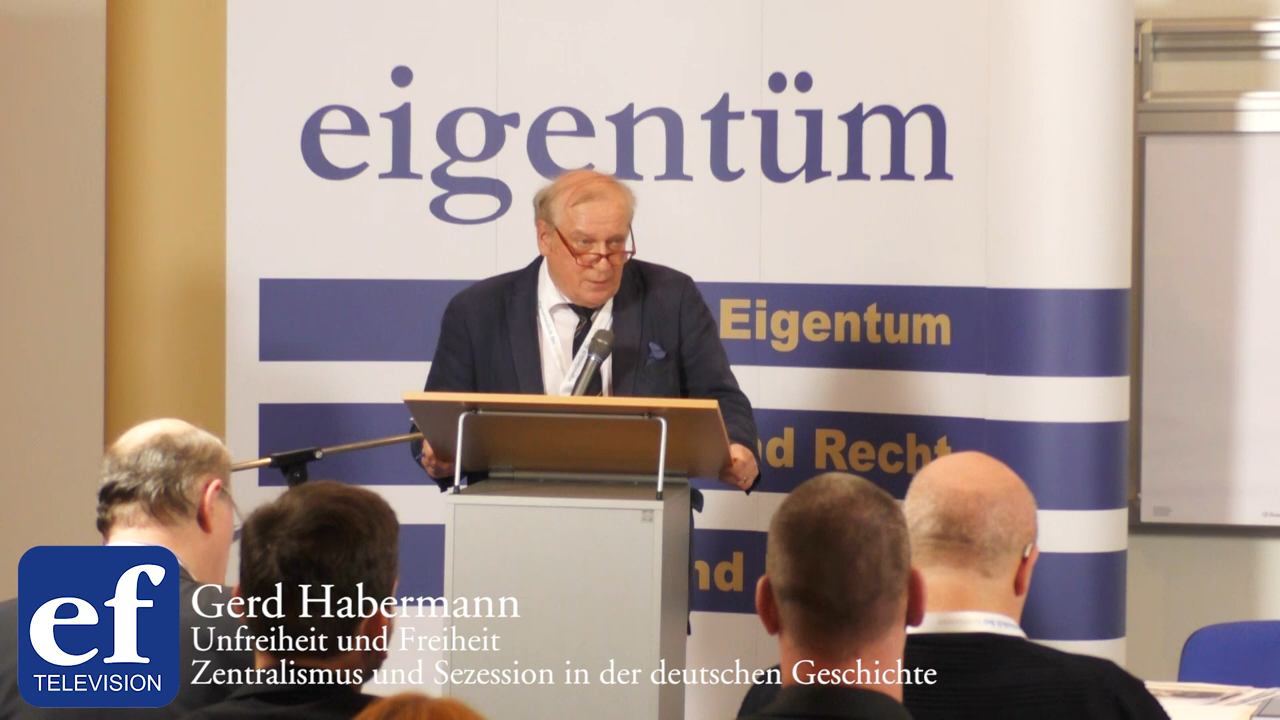 eigentüm
Eigentum
Recht
ef
TELEVISION
Gerd Habermann
Unfreiheit und Freiheit
Zentralismus und Sezession in der deutschen Geschichte